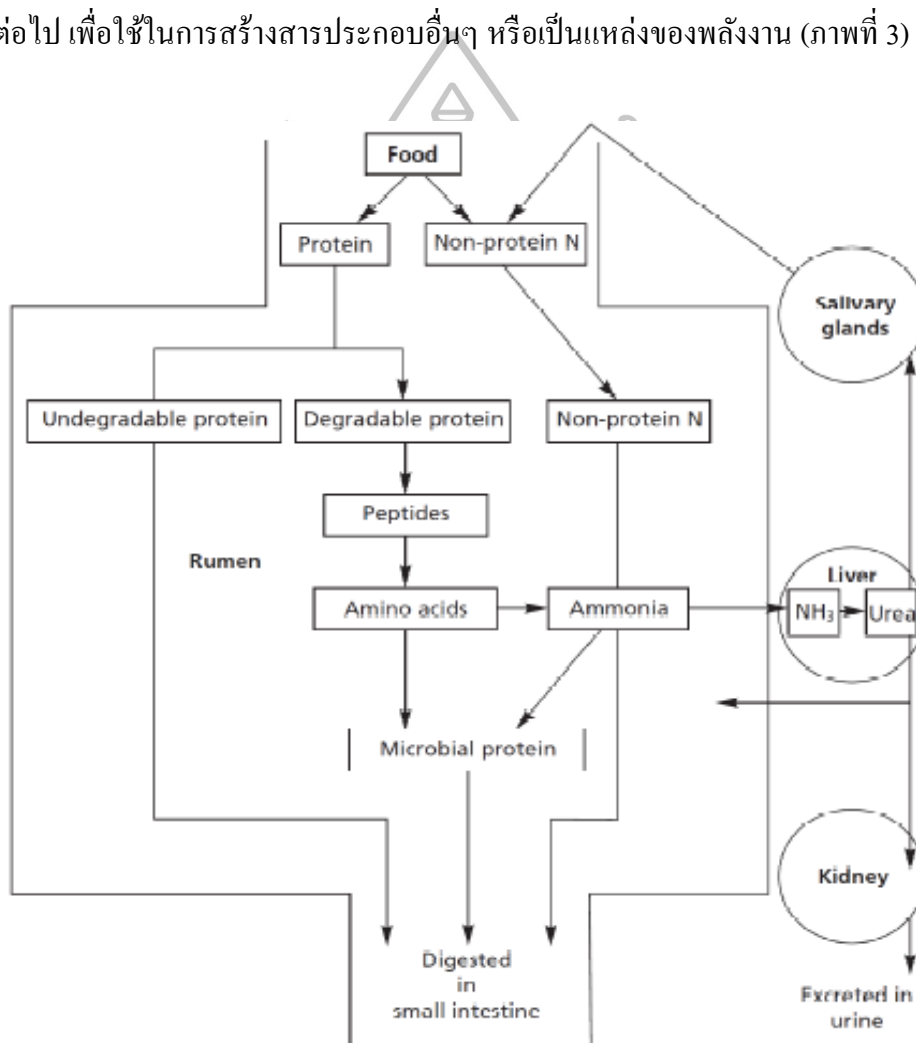 ต่อไป เพื่อใช้ในการสร้างสารประกอบอื่นๆ หรือเป็นแหล่งของพลังงาน (ภาพที่ 3)
Food
Protein
Non-protein N
Salivary
glands
Undegradable protein
Degradable protein
Non-protein N
Peptides
Rumen
Liver
Amino acids
Ammonia
NH₃
Urea
Microbial protein
Kidney
Digested
in
small intestine
Excreted in
urine